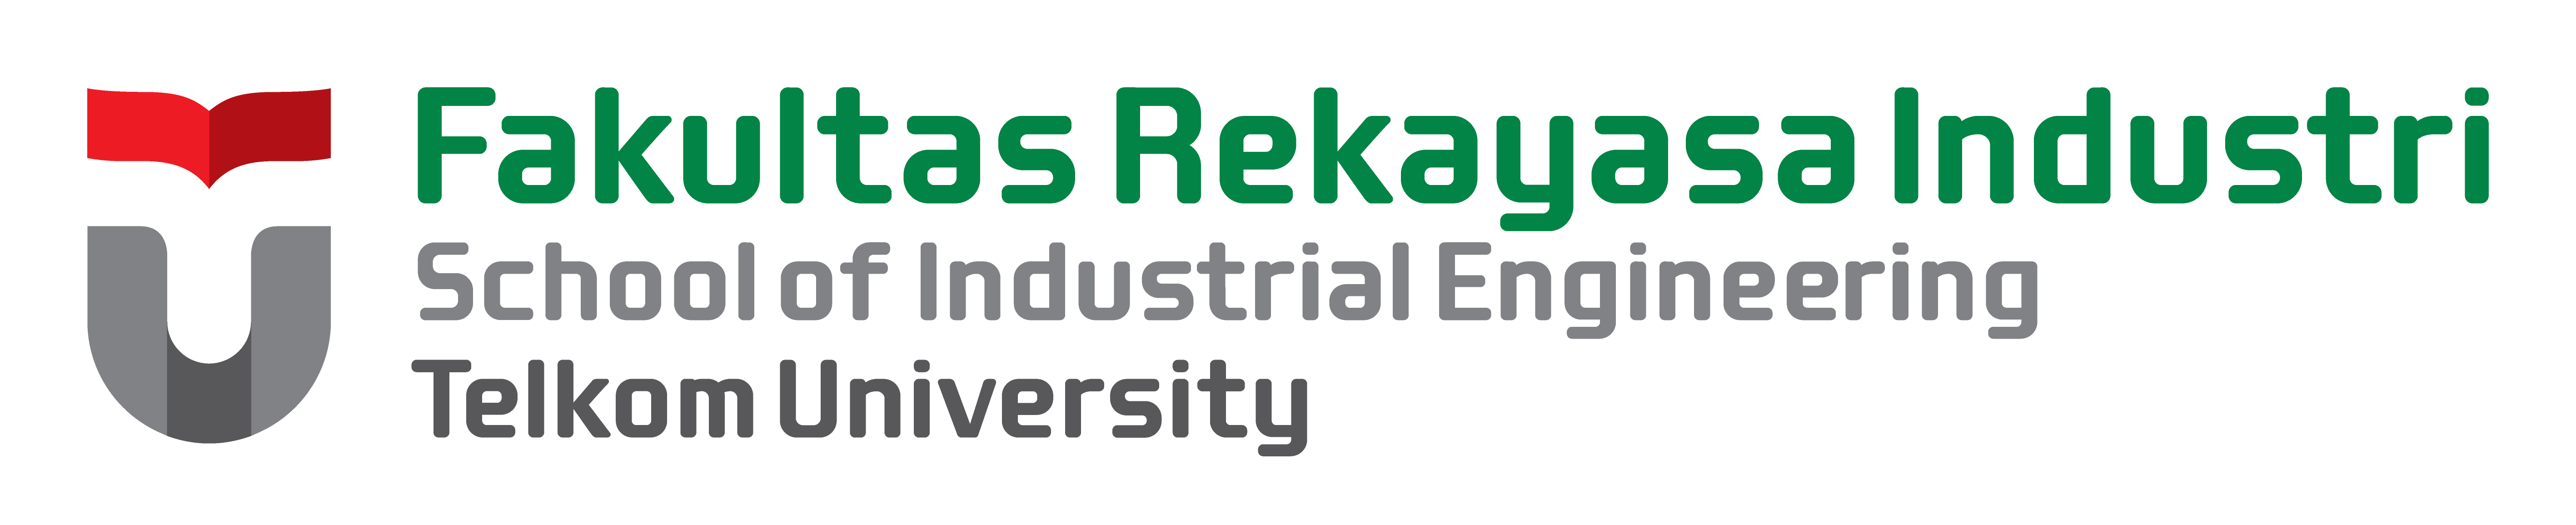 Fakultas Rekayasa Industri
School of Industrial Engineering
Telkom University